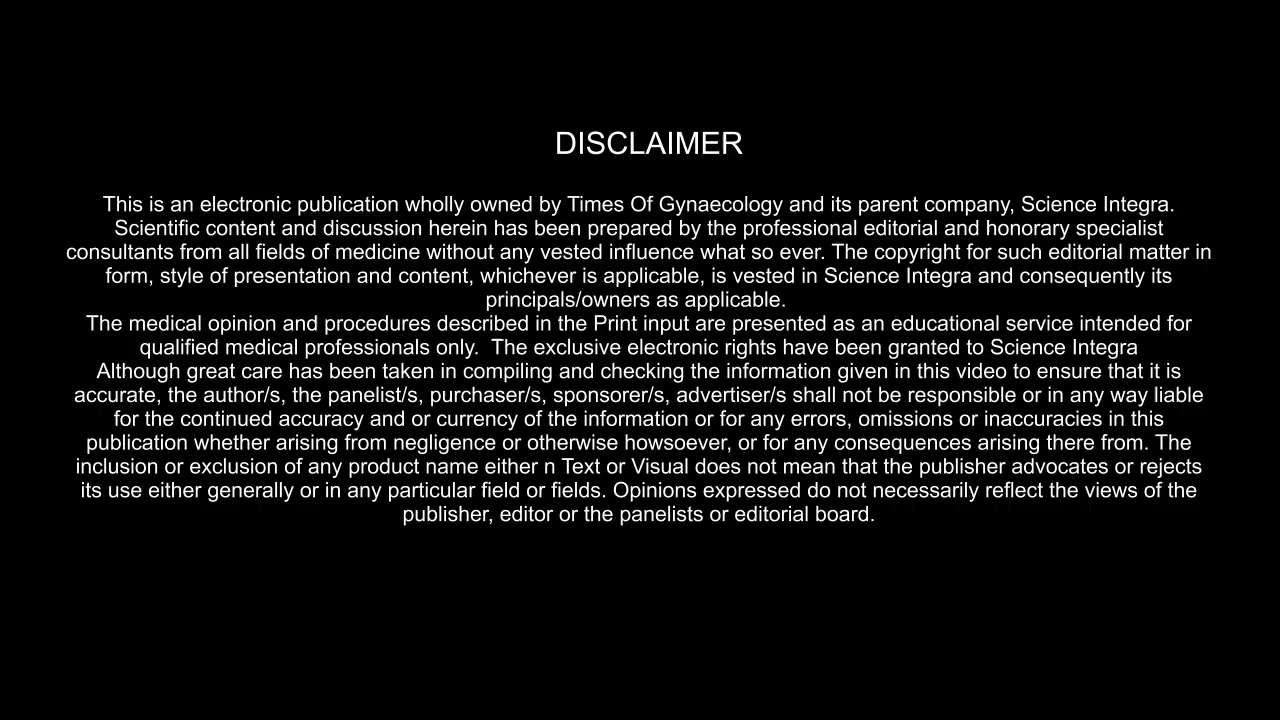 DISCLAIMER
This is an electronic publication wholly owned by Times Of Gynaecology and its parent company, Science Integra.
Scientific content and discussion herein has been prepared by the professional editorial and honorary specialist
consultants from all fields of medicine without any vested influence what so ever. The copyright for such editorial matter in
form, style of presentation and content, whichever is applicable, is vested in Science Integra and consequently its
principals/owners as applicable.
The medical opinion and procedures described in the Print input are presented as an educational service intended for
qualified medical professionals only.  The exclusive electronic rights have been granted to Science Integra
Although great care has been taken in compiling and checking the information given in this video to ensure that it is
accurate, the author/s, the panelist/s, purchaser/s, sponsorer/s, advertiser/s shall not be responsible or in any way liable
for the continued accuracy and or currency of the information or for any errors, omissions or inaccuracies in this
publication whether arising from negligence or otherwise howsoever, or for any consequences arising there from. The
inclusion or exclusion of any product name either n Text or Visual does not mean that the publisher advocates or rejects
its use either generally or in any particular field or fields. Opinions expressed do not necessarily reflect the views of the
publisher, editor or the panelists or editorial board.